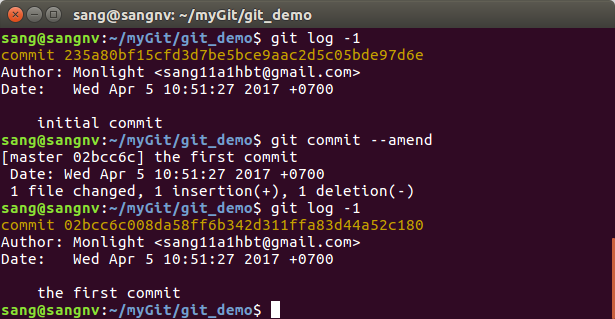 sang@sangnv: ~/myGit/git_demo
sang@sangnv:~/myGit/git_demo$ git log -1
commit 235a80bf15cfd3d7be5bce9aac2d5c05bde97d6e
Author: Monlight <sang11a1hbt@gmail.com>
Date:   Wed Apr 5 10:51:27 2017 +0700
    initial commit
sang@sangnv:~/myGit/git_demo$ git commit --amend
[master 02bcc6c] the first commit
 Date: Wed Apr 5 10:51:27 2017 +0700
 1 file changed, 1 insertion(+), 1 deletion(-)
sang@sangnv:~/myGit/git_demo$ git log -1
commit 02bcc6c008da58ff6b342d311ffa83d44a52c180
Author: Monlight <sang11a1hbt@gmail.com>
Date:   Wed Apr 5 10:51:27 2017 +0700
    the first commit
sang@sangnv:~/myGit/git_demo$